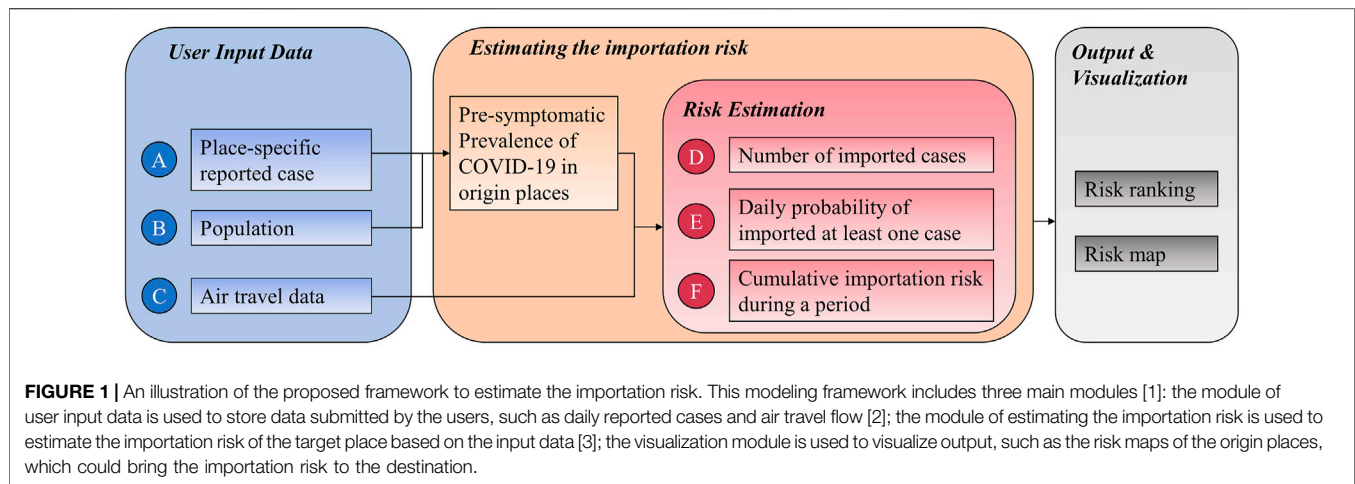 User Input Data
A
Place-specific
reported case
B
Population
C
Air travel data
Estimating the importation risk
Pre-symptomatic
Prevalence of
COVID-19 in
origin places
Risk Estimation
D
Number of imported cases
E
Daily probability of
imported at least one case
F
Cumulative importation risk
during a period
Output &
Visualization
Risk ranking
Risk map
FIGURE 1 | An illustration of the proposed framework to estimate the importation risk. This modeling framework includes three main modules [1]: the module of
user input data is used to store data submitted by the users, such as daily reported cases and air travel flow [2]; the module of estimating the importation risk is used to
estimate the importation risk of the target place based on the input data [3]; the visualization module is used to visualize output, such as the risk maps of the origin places,
which could bring the importation risk to the destination.